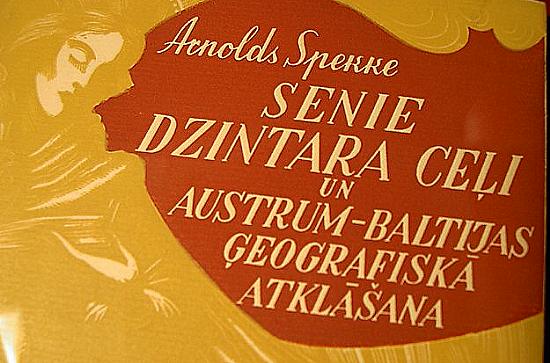 Arnolds Spekke
SENIE
DZINTARA CEĻI
UN
AUSTRUM-BALTIJAS
ĢEOGRAFISKĀ
ATKLĀŠANA